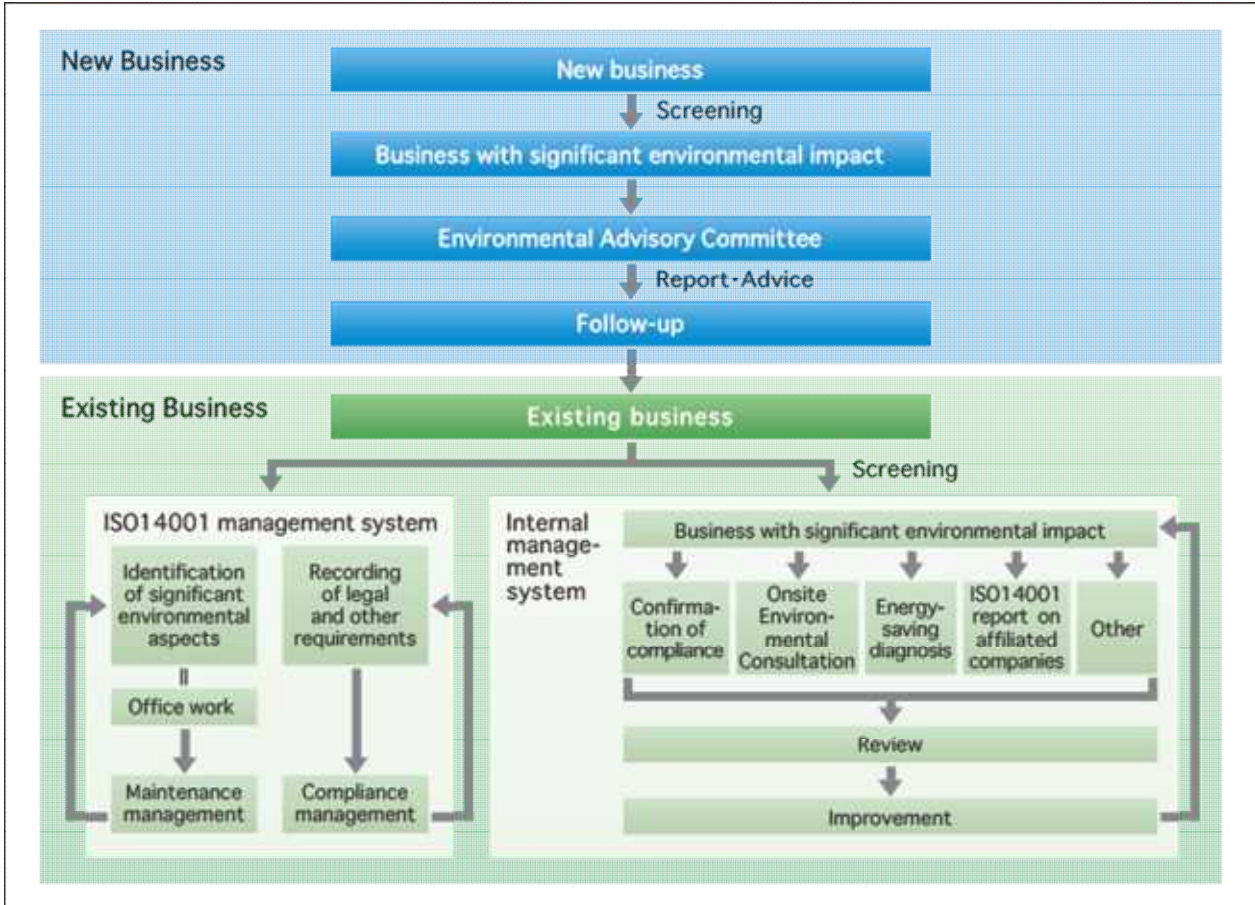 New Business
New business
Screening
Business with significant environmental impact
Environmental Advisory Committee
Report・Advice
Follow-up
Existing Business
Existing business
Screening
ISO14001 management system
Identification
of significant
environmental
aspects
=
Office work
Maintenance
management
Recording
of legal
and other
requirements
Compliance
management
Internal
manage-
ment
system
Business with significant environmental impact
Confirma-
tion of
compliance
Onsite
Environ-
mental
Consultation
Energy-
saving
diagnosis
ISO14001
report on
affiliated
companies
Other
Review
Improvement